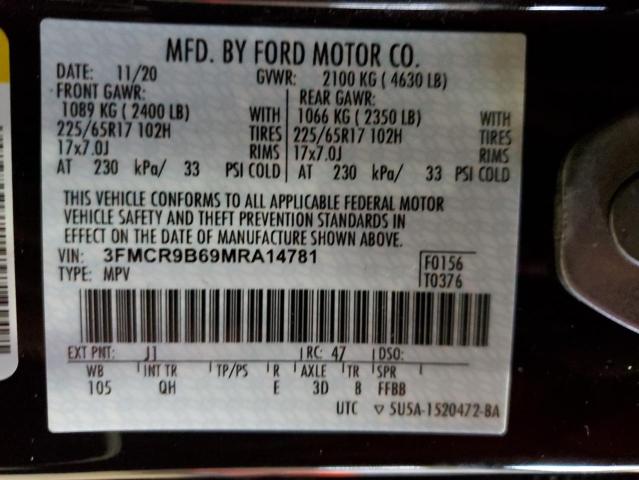 MFD. BY FORD MOTOR CO.
DATE: 11/20 GVWR: 2100 KG ( 4630 LB)
FRONT GAWR: REAR GAWR:
1089 KG ( 2400 LB) WITH 1066 KG ( 2350 LB) WITH
225/65R17 102H TIRES 225/65R17 102H TIRES
17x7.0J RIMS 17x7.0J RIMS
AT 230 kPa/ 33 PSI COLD AT 230 kPa/ 33 PSI COLD
THIS VEHICLE CONFORMS TO ALL APPLICABLE FEDERAL MOTOR
VEHICLE SAFETY AND THEFT PREVENTION STANDARDS IN
EFFECT ON THE DATE OF MANUFACTURE SHOWN ABOVE.
VIN: 3FMCR9B69MRA14781 F0156
TYPE: MPV T0376
EXT PNT: J1 RC: 47 DSO:
WB INT TR TP/PS R AXLE TR SPR
105 QH E 3D 8 FFBB
UTC ▽ 5U5A-1520472-BA